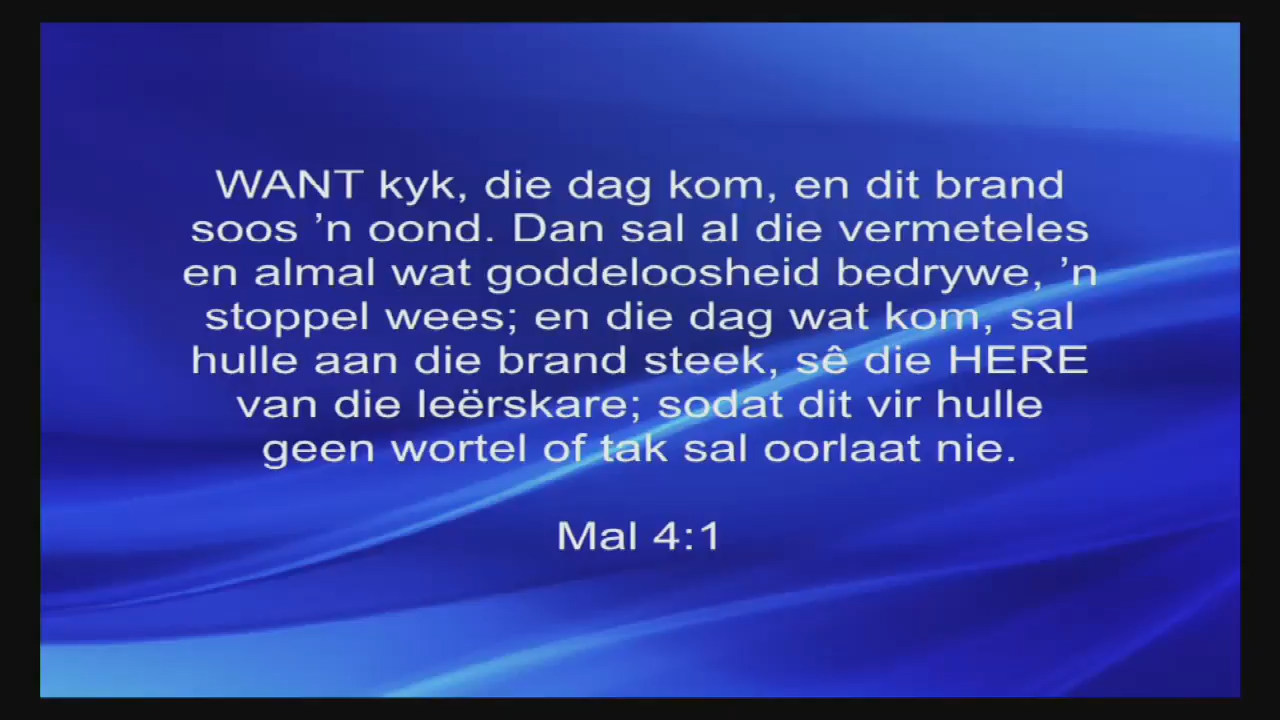 WANT kyk, die dag kom, en dit brand
soos ’n oond. Dan sal al die vermeteles
en almal wat goddeloosheid bedrywe, ’n
stoppel wees; en die dag wat kom, sal
hulle aan die brand steek, sê die HERE
van die leërskare; sodat dit vir hulle
geen wortel of tak sal oorlaat nie.
Mal 4:1